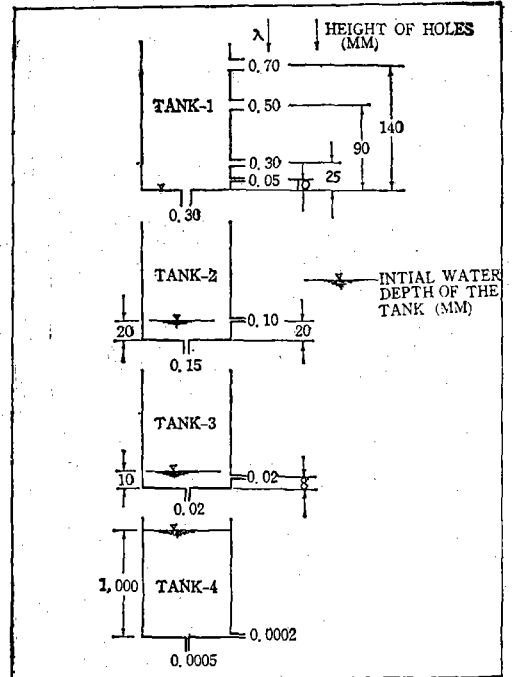 λ HEIGHT OF HOLES
(MM)
0.70
TANK-1
0.50
140
90
0.30
25
0.05
10
0.30
TANK-2
INTIAL WATER
DEPTH OF THE
TANK (MM)
0.10
20
20
0.15
TANK-3
10
0.02
8
0.02
1,000
TANK-4
0.0002
0.0005